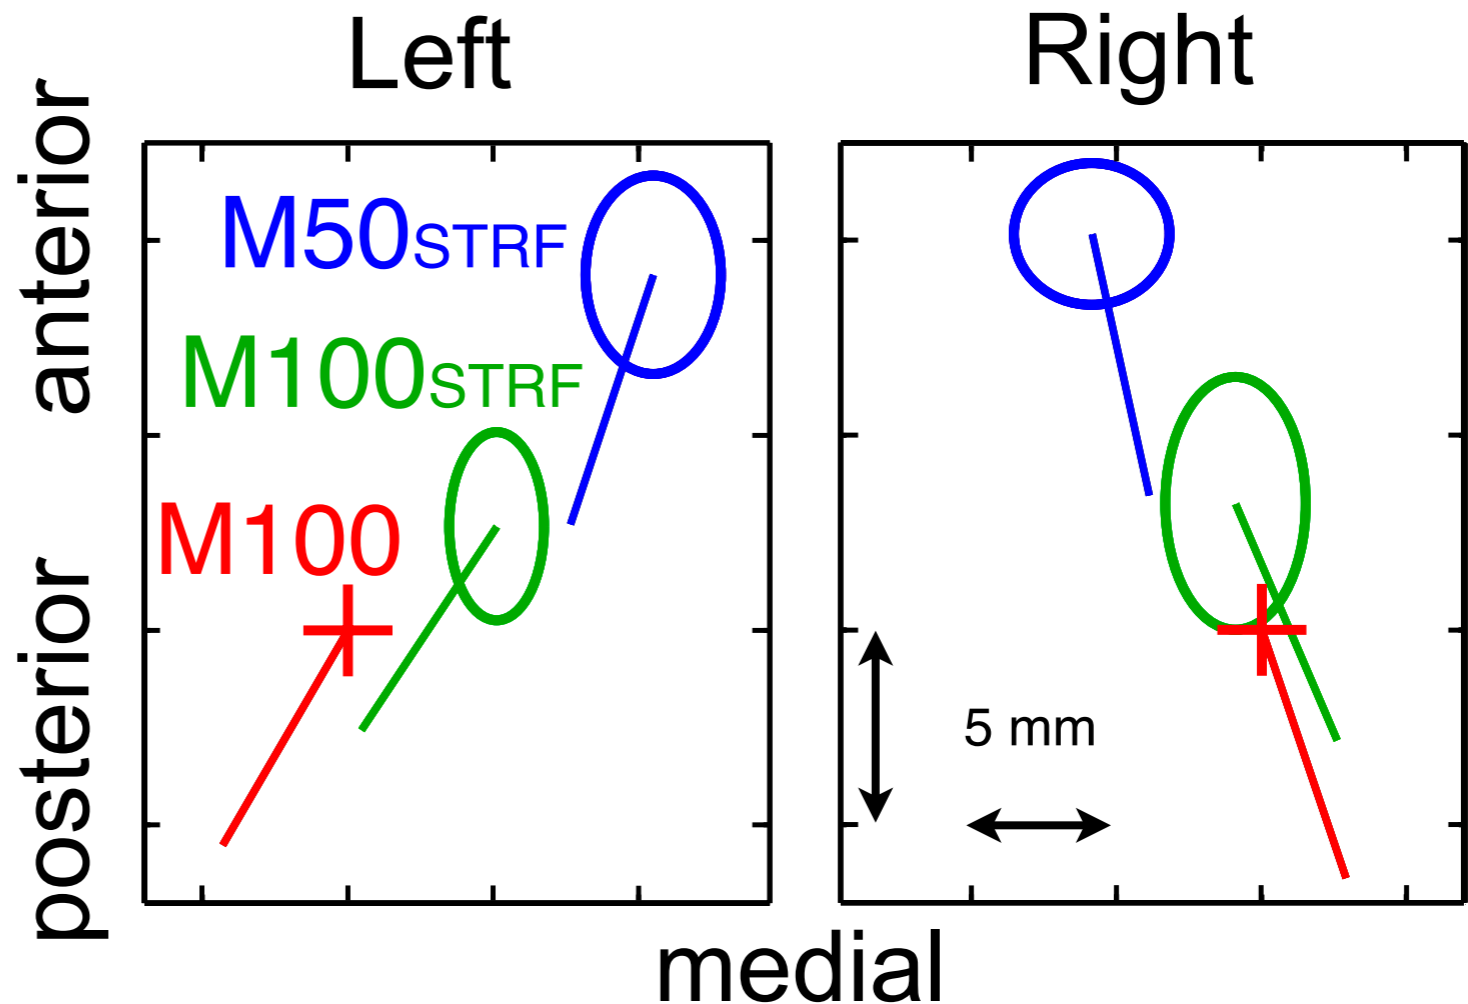 Left
Right
anterior
posterior
M50STRF
M100STRF
M100
5 mm
medial